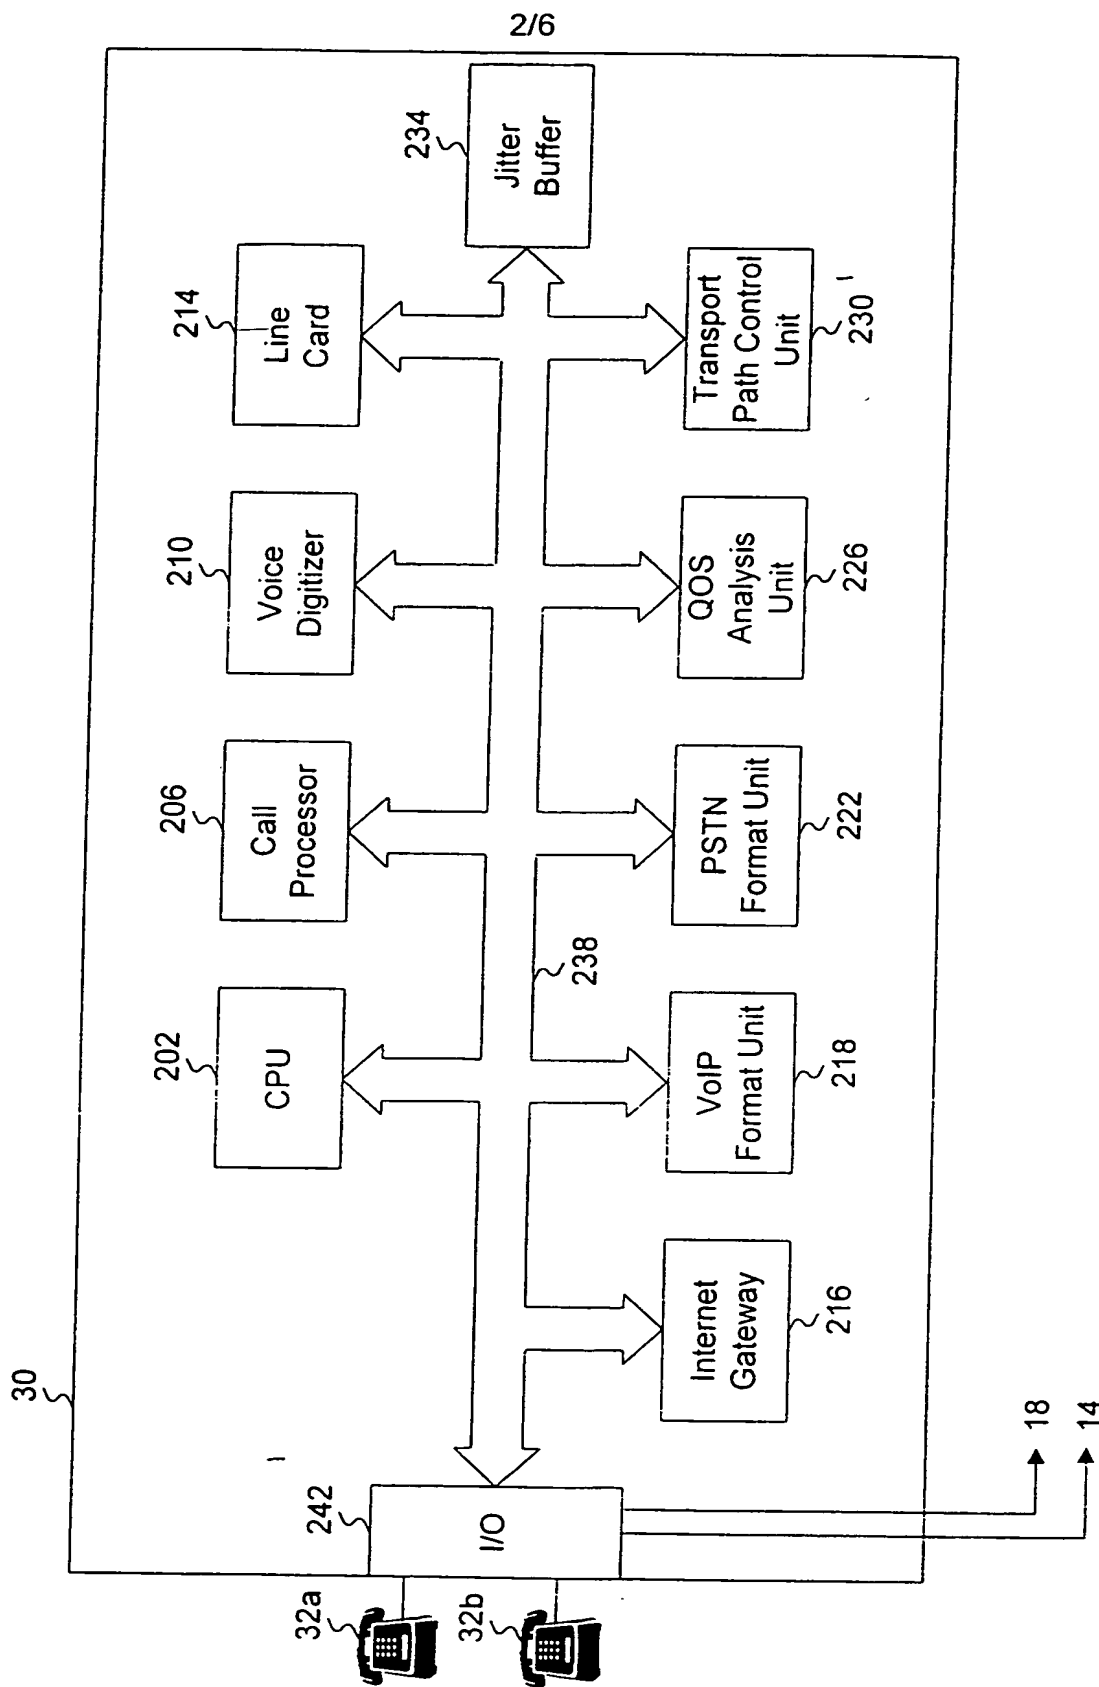 2/6
30
202
CPU
206
Call
Processor
210
Voice
Digitizer
214
Line
Card
234
Jitter
Buffer
242
I/O
32a
32b
238
Internet
Gateway
216
VoIP
Format Unit
218
PSTN
Format Unit
222
QOS
Analysis
Unit
226
Transport
Path Control
Unit
230
18
14